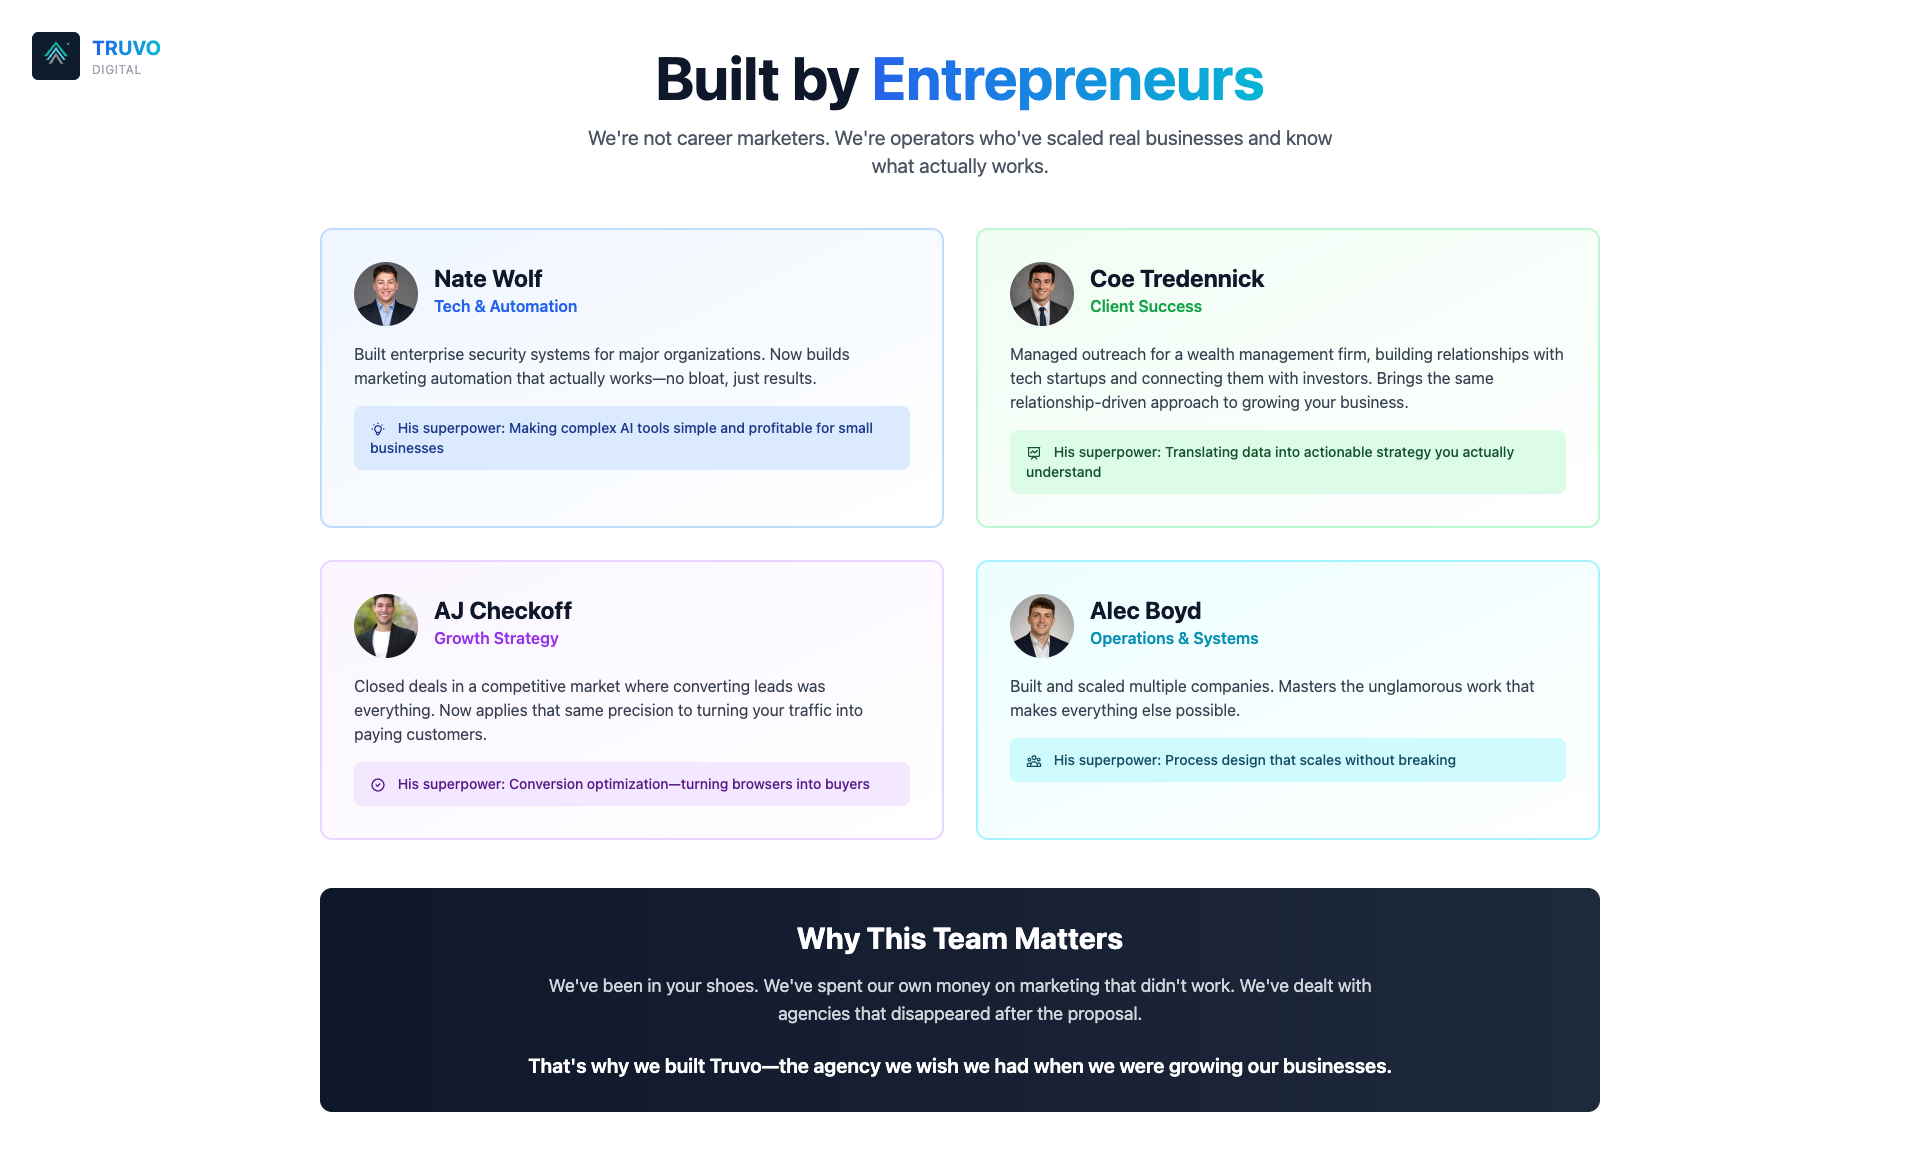 TRUVO
DIGITAL
Built by Entrepreneurs
We're not career marketers. We're operators who've scaled real businesses and know
what actually works.
Nate Wolf
Tech & Automation
Built enterprise security systems for major organizations. Now builds
marketing automation that actually works—no bloat, just results.
His superpower: Making complex AI tools simple and profitable for small
businesses
Coe Tredennick
Client Success
Managed outreach for a wealth management firm, building relationships with
tech startups and connecting them with investors. Brings the same
relationship-driven approach to growing your business.
His superpower: Translating data into actionable strategy you actually
understand
AJ Checkoff
Growth Strategy
Closed deals in a competitive market where converting leads was
everything. Now applies that same precision to turning your traffic into
paying customers.
His superpower: Conversion optimization—turning browsers into buyers
Alec Boyd
Operations & Systems
Built and scaled multiple companies. Masters the unglamorous work that
makes everything else possible.
His superpower: Process design that scales without breaking
Why This Team Matters
We've been in your shoes. We've spent our own money on marketing that didn't work. We've dealt with
agencies that disappeared after the proposal.
That's why we built Truvo—the agency we wish we had when we were growing our businesses.